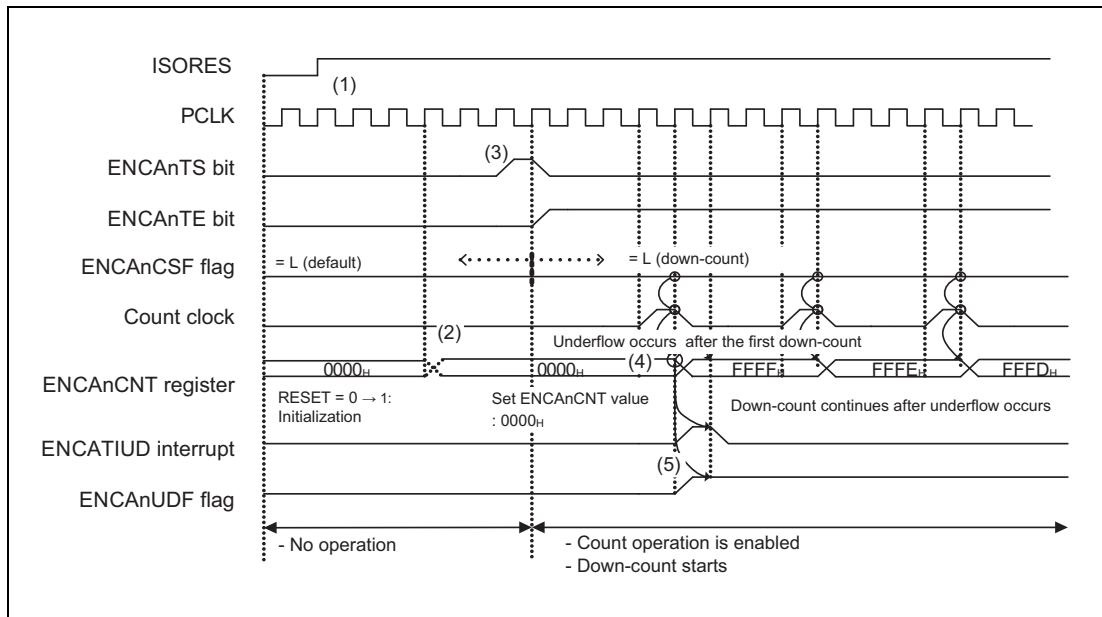 ISORES
(1)
PCLK
(3)
ENCAnTS bit
ENCAnTE bit
= L (default)
= L (down-count)
ENCAnCSF flag
Count clock
(2)
Underflow occurs after the first down-count
(4)
0000H
0000H
FFFFH
FFFEH
FFFDH
ENCAnCNT register
RESET = 0 → 1:
Initialization
Set ENCAnCNT value
: 0000H
Down-count continues after underflow occurs
ENCATIUD interrupt
(5)
ENCAnUDF flag
- No operation
- Count operation is enabled
- Down-count starts